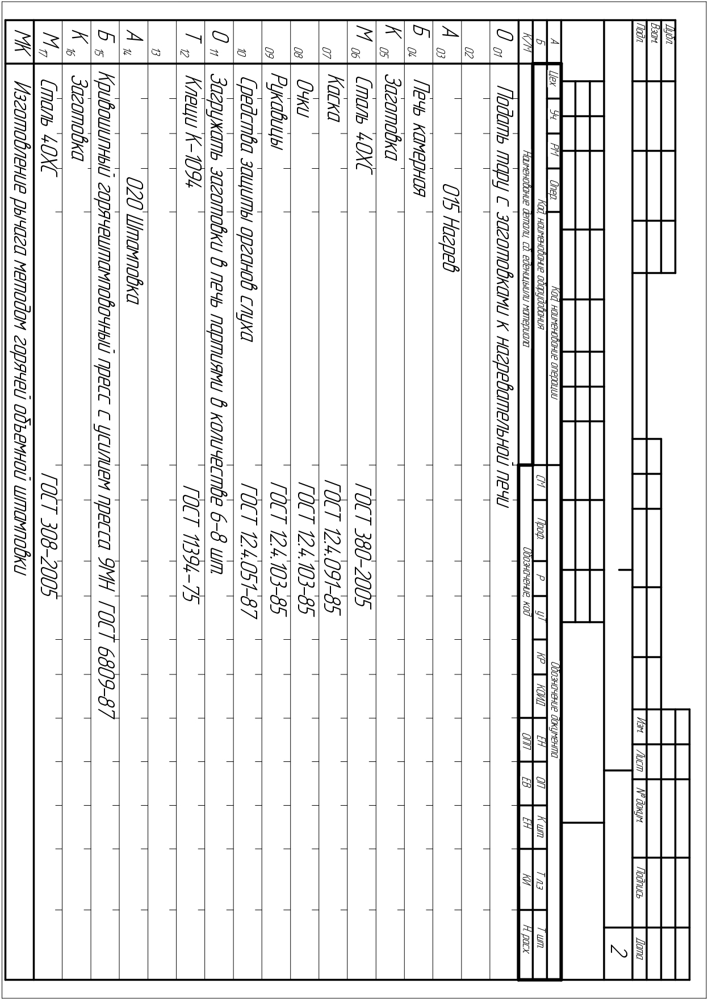 Дубл.
Взам.
Подл.
Изм. Лист № докум. Подпись Дата
2
А Цех Уч РМ Опер. Код, наименование операции Обозначение документа
Б Код, наименование оборудования СМ Проф. Р УТ КР КОИД ЕН ОП К шт. Т п.з Т шт.
К/М Наименование детали, сб. еденицыили материала Обозначение, код ОПП ЕВ ЕН КИ Н. расх
О 01 Подать тару с заготовками к нагревательной печи
02
А 03 015 Нагрев
Б 04 Печь камерная
К 05 Заготовка
М 06 Сталь 40ХС ГОСТ 380-2005
07 Каска ГОСТ 12.4.091-85
08 Очки ГОСТ 12.4.103-85
09 Рукавицы ГОСТ 12.4.103-85
10 Средства защиты органов слуха ГОСТ 12.4.051-87
О 11 Загружать заготовки в печь партиями в количестве 6-8 шт.
Т 12 Клещи К-1094 ГОСТ 11394-75
13
А 14 020 Штамповка
Б 15 Кривошипный горячештамповочный пресс с усилием пресса 9МН ГОСТ 6809-87
К 16 Заготовка
М 17 Сталь 40ХС ГОСТ 308-2005
МК Изготовление рычага методом горячей объемной штамповки